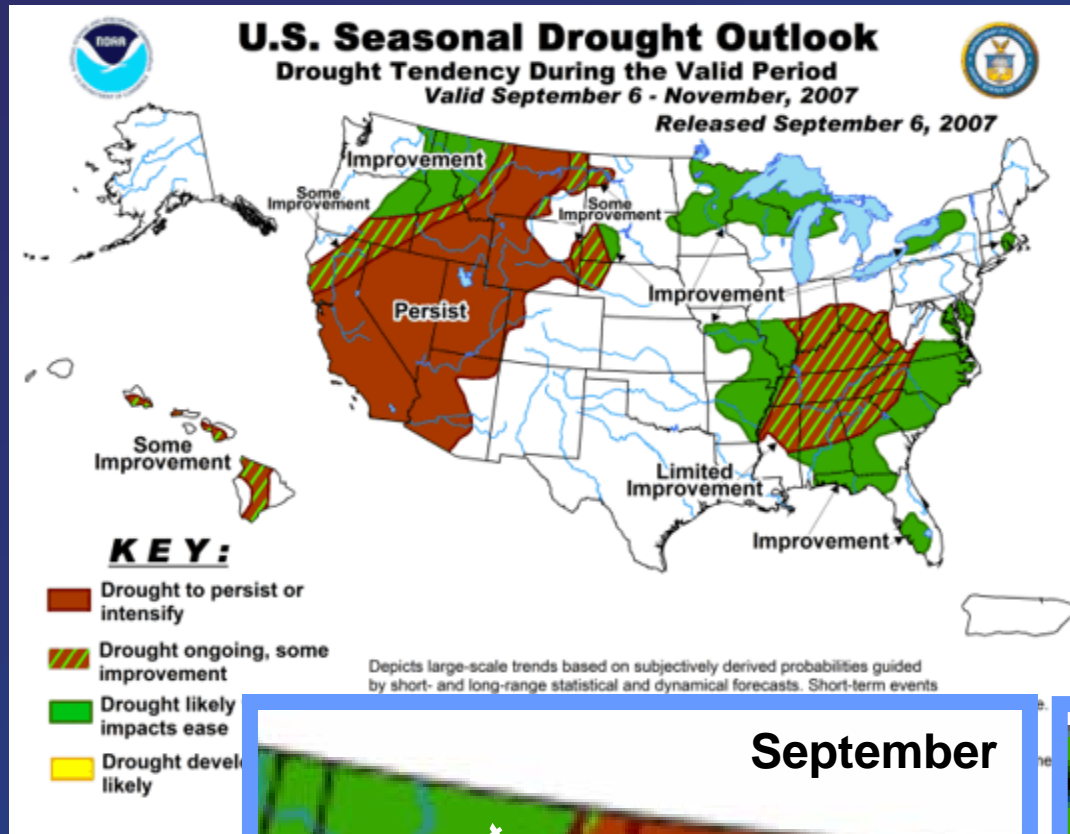 NOAA
U.S. Seasonal Drought Outlook
Drought Tendency During the Valid Period
Valid September 6 - November, 2007
Released September 6, 2007
Improvement
Some
Improvement
Some
Improvement
Persist
Improvement
Some
Improvement
Limited
Improvement
Improvement
KEY:
Drought to persist or
intensify
Drought ongoing, some
improvement
Drought likely
impacts ease
Drought devel
likely
Depicts large-scale trends based on subjectively derived probabilities guided
by short- and long-range statistical and dynamical forecasts. Short-term events
September